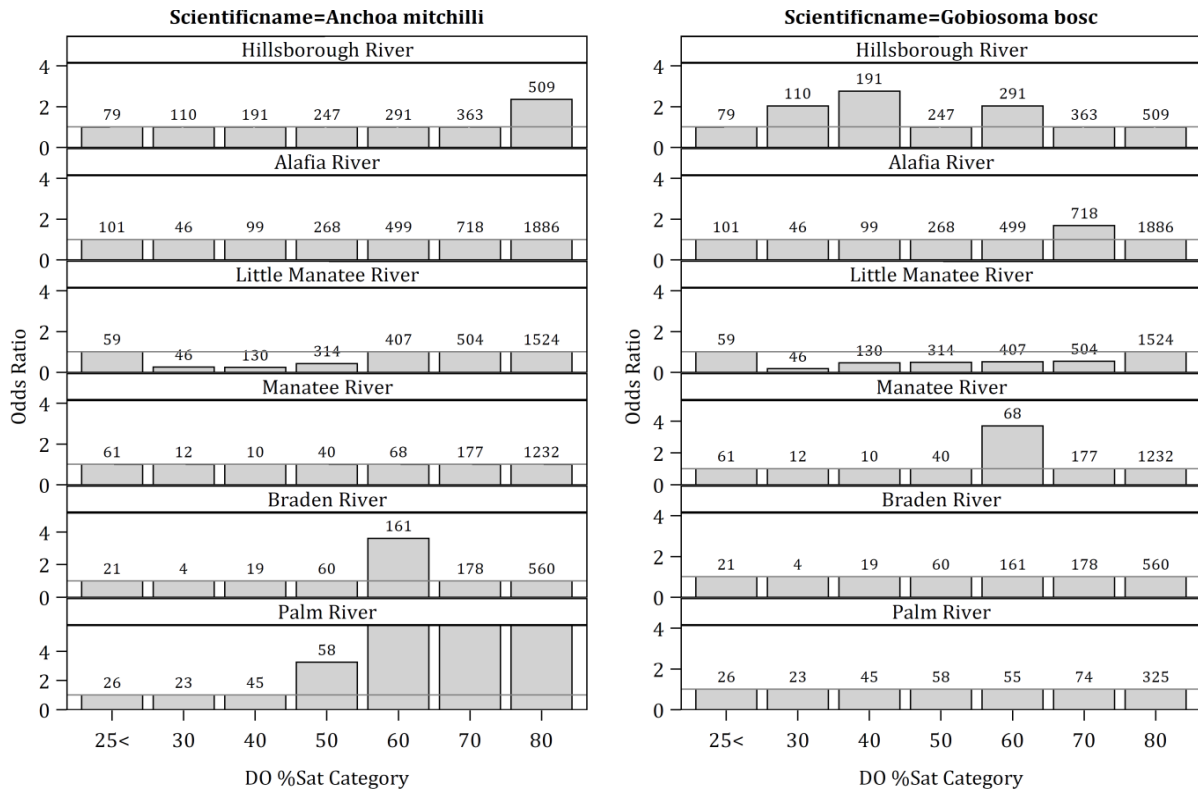 Scientificname=Anchoa mitchilli
Hillsborough River
4
2
0
79 110 191 247 291 363 509
Alafia River
4
2
0
101 46 99 268 499 718 1886
Little Manatee River
4
2
0
59 46 130 314 407 504 1524
Manatee River
4
2
0
61 12 10 40 68 177 1232
Braden River
4
2
0
21 4 19 60 161 178 560
Palm River
4
2
0
26 23 45 58
25< 30 40 50 60 70 80
DO %Sat Category
Odds Ratio
Scientificname=Gobiosoma bosc
Hillsborough River
4
2
0
79 110 191 247 291 363 509
Alafia River
4
2
0
101 46 99 268 499 718 1886
Little Manatee River
4
2
0
59 46 130 314 407 504 1524
Manatee River
4
2
0
61 12 10 40 68 177 1232
Braden River
4
2
0
21 4 19 60 161 178 560
Palm River
4
2
0
26 23 45 58 55 74 325
25< 30 40 50 60 70 80
DO %Sat Category
Odds Ratio